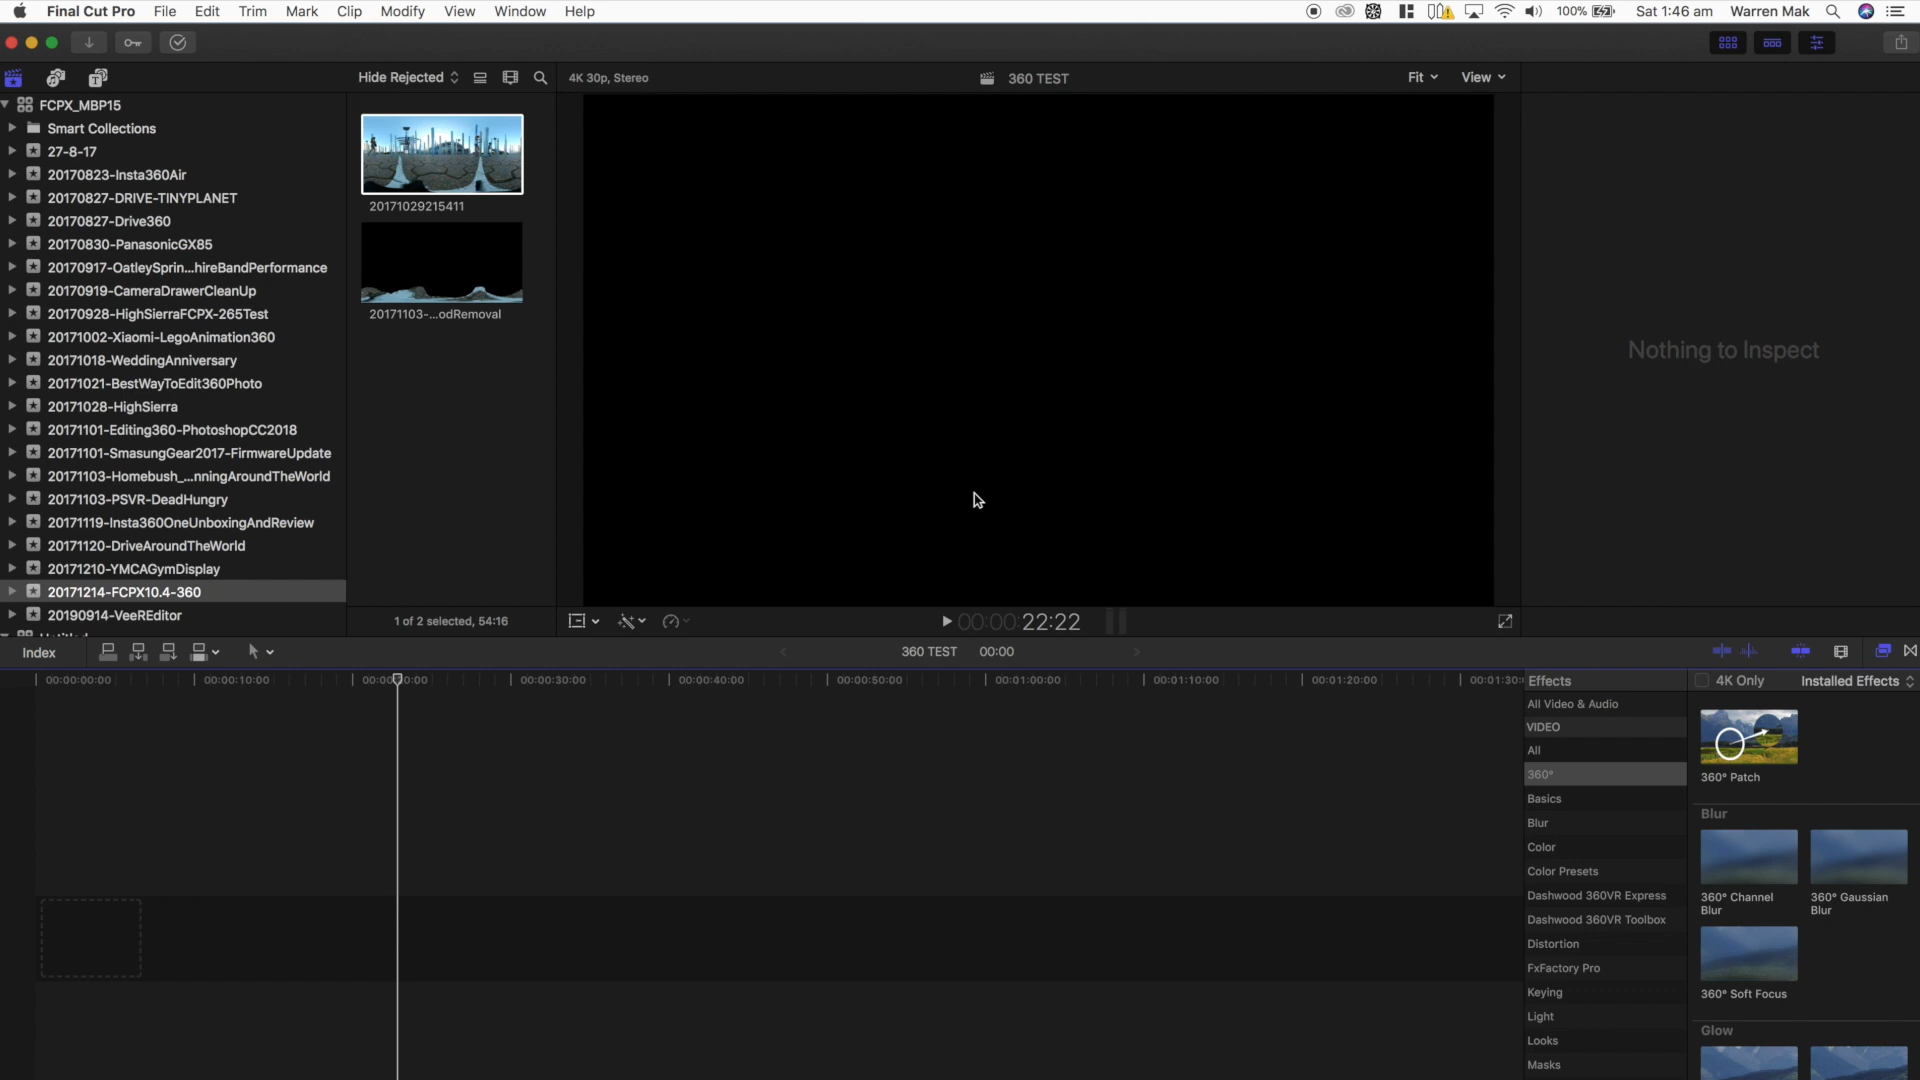 Final Cut Pro File Edit Trim Mark Clip Modify View Window Help 100% Sat 1:46 am Warren Mak
Hide Rejected 4K 30p, Stereo 360 TEST Fit View
FCPX_MBP15
Smart Collections
27-8-17
20170823-Insta360Air
20170827-DRIVE-TINYPLANET
20170827-Drive360
20170830-PanasonicGX85
20170917-OatleySprin...hireBandPerformance
20170919-CameraDrawerCleanUp
20170928-HighSierraFCPX-265Test
20171002-Xiaomi-LegoAnimation360
20171018-WeddingAnniversary
20171021-BestWayToEdit360Photo
20171028-HighSierra
20171101-Editing360-PhotoshopCC2018
20171101-SmasungGear2017-FirmwareUpdate
20171103-Homebush_...nningAroundTheWorld
20171103-PSVR-DeadHungry
20171119-Insta360OneUnboxingAndReview
20171120-DriveAroundTheWorld
20171210-YMCAGymDisplay
20171214-FCPX10.4-360
20190914-VeeREditor
20171029215411
20171103-...odRemoval
1 of 2 selected, 54:16
00:00:22:22
Nothing to Inspect
Index 360 TEST 00:00
00:00:00:00 00:00:10:00 00:00:20:00 00:00:30:00 00:00:40:00 00:00:50:00 00:01:00:00 00:01:10:00 00:01:20:00 00:01:30:
Effects 4K Only Installed Effects
All Video & Audio
VIDEO
All
360°
Basics
Blur
Color
Color Presets
Dashwood 360VR Express
Dashwood 360VR Toolbox
Distortion
FxFactory Pro
Keying
Light
Looks
Masks
360° Patch
Blur
360° Channel
Blur
360° Gaussian
Blur
360° Soft Focus
Glow